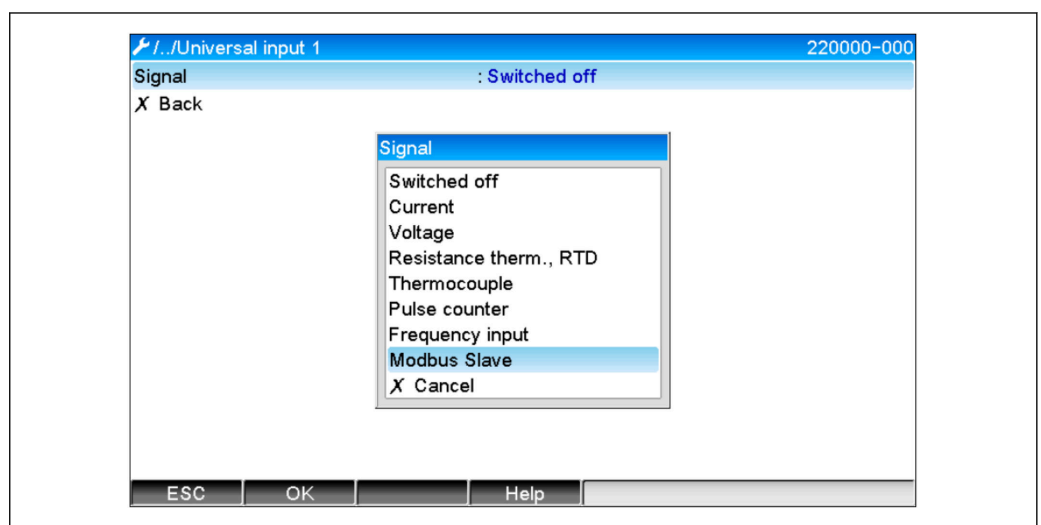 /../Universal input 1 220000-000
Signal : Switched off
X Back
Signal
Switched off
Current
Voltage
Resistance therm., RTD
Thermocouple
Pulse counter
Frequency input
Modbus Slave
X Cancel
ESC OK Help